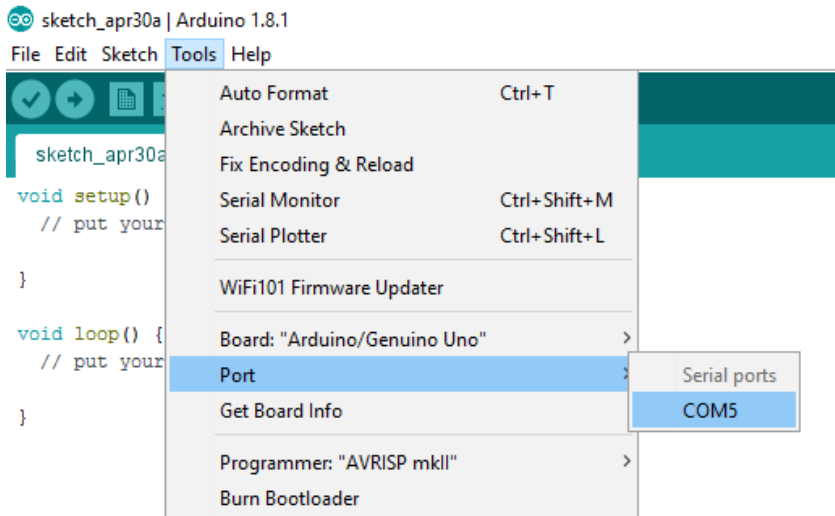 sketch_apr30a | Arduino 1.8.1
File Edit Sketch Tools Help
Auto Format Ctrl+T
Archive Sketch
sketch_apr30a
Fix Encoding & Reload
void setup()
Serial Monitor Ctrl+Shift+M
// put your
Serial Plotter Ctrl+Shift+L
}
WiFi101 Firmware Updater
void loop() {
Board: "Arduino/Genuino Uno"
// put your
Port
Serial ports
Get Board Info
COM5
}
Programmer: "AVRISP mkII"
Burn Bootloader